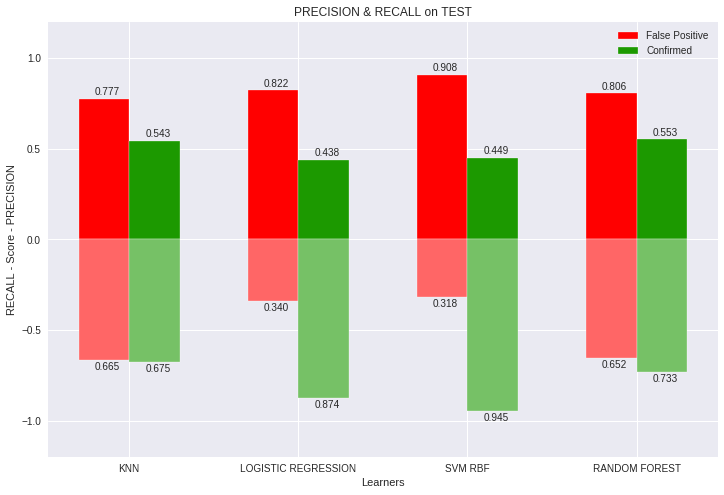 PRECISION & RECALL on TEST
False Positive
Confirmed
RECALL - Score - PRECISION
1.0
0.5
0.0
−0.5
−1.0
0.777
0.543
0.822
0.438
0.908
0.449
0.806
0.553
0.665
0.675
0.340
0.874
0.318
0.945
0.652
0.733
KNN
LOGISTIC REGRESSION
SVM RBF
RANDOM FOREST
Learners